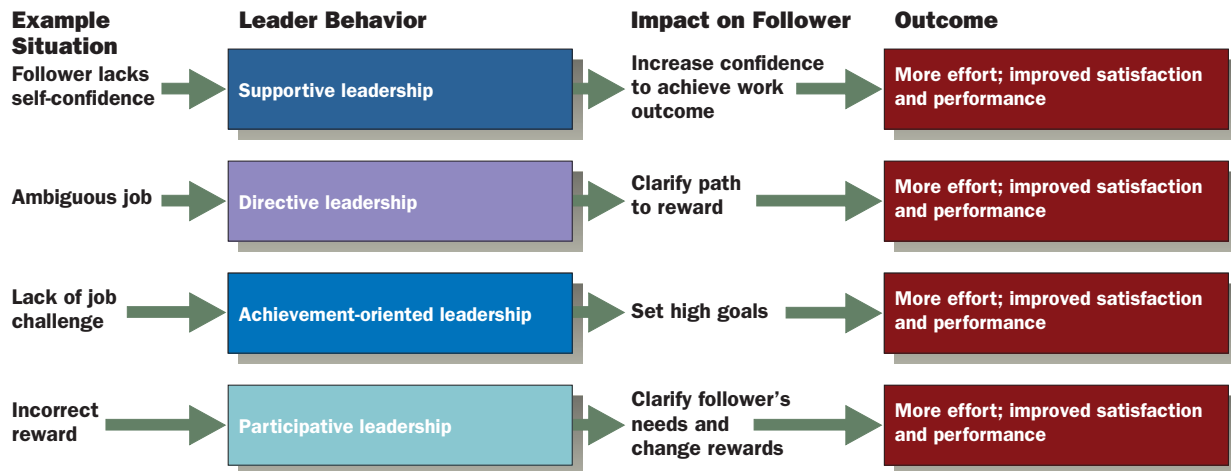 Example
Situation
Leader Behavior
Impact on Follower
Outcome
Follower lacks
self-confidence
Supportive leadership
Increase confidence
to achieve work
outcome
More effort; improved satisfaction
and performance
Ambiguous job
Directive leadership
Clarify path
to reward
More effort; improved satisfaction
and performance
Lack of job
challenge
Achievement-oriented leadership
Set high goals
More effort; improved satisfaction
and performance
Incorrect
reward
Participative leadership
Clarify follower’s
needs and
change rewards
More effort; improved satisfaction
and performance